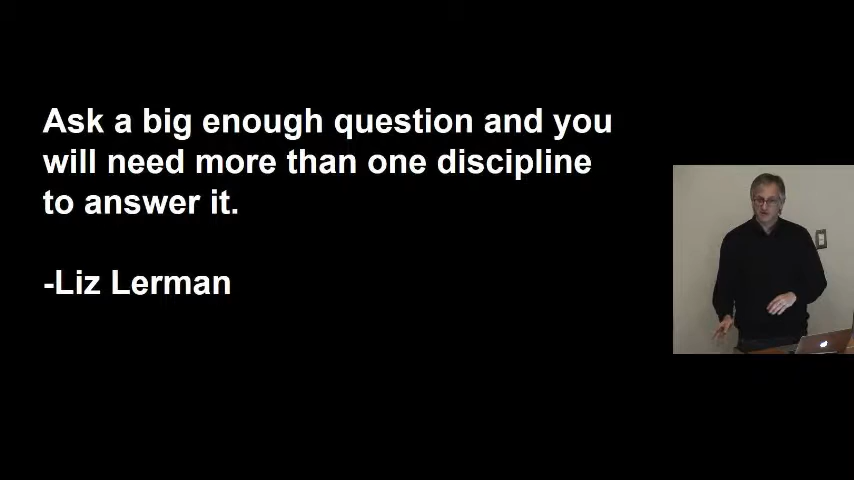 Ask a big enough question and you
will need more than one discipline
to answer it.
-Liz Lerman